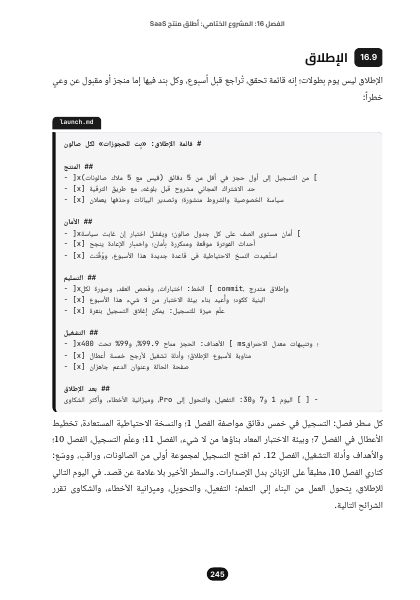 الفصل 16: المشروع الختامي: أطلق منتج SaaS
16.9 الإطلاق
الإطلاق ليس يوم بطولات؛ إنه قائمة تحقق، تُراجع قبل أسبوع، وكل بند فيها إما منجز أو مقبول عن وعي
خطراً:
launch.md
# قائمة الإطلاق: «بِت للحجوزات» لكل صالون
## المنتج
- [x] من التسجيل إلى أول حجز في أقل من 5 دقائق (قيس مع 5 ملاك صالونات)
- [x] حد الاشتراك المجاني مشروح قبل بلوغه، مع طريق الترقية
- [x] سياسة الخصوصية والشروط منشورة؛ وتصدير البيانات وحذفها يعملان
## الأمان
- [x] أمان مستوى الصف على كل جدول صالون؛ ويفشل اختبار إن غابت سياسة
- [x] أحداث الفوترة موقعة ومكررة بأمان؛ واختبار الإعادة ينجح
- [x] استُعيدت النسخة الاحتياطية في قاعدة جديدة هذا الأسبوع، ووُقّتت
## التسليم
- [x] الخط: اختبارات، وفحص العقد، وصورة لكل commit، وإطلاق متدرج
- [x] البنية ككود؛ وأُعيد بناء بيئة الاختبار من لا شيء هذا الأسبوع
- [x] علَم ميزة للتسجيل: يمكن إغلاق التسجيل بنقرة
## التشغيل
- [x] الأهداف: الحجز متاح 99.9%، و99% تحت 400ms؛ وتنبيهات معدل الاحتراق
- [x] مناوبة لأسبوع الإطلاق؛ وأدلة تشغيل لأرجح خمسة أعطال
- [x] صفحة الحالة وعنوان الدعم جاهزان
## بعد الإطلاق
- [ ] اليوم 1 و7 و30: التفعيل، والتحول إلى Pro، وميزانية الأخطاء، وأكثر الشكاوى
كل سطر فصل: التسجيل في خمس دقائق مواصفة الفصل 1؛ والنسخة الاحتياطية المستعادة، تخطيط
الأعطال في الفصل 7؛ وبيئة الاختبار المعاد بناؤها من لا شيء، الفصل 11؛ وعلَم التسجيل، الفصل 10؛
والأهداف وأدلة التشغيل، الفصل 12. ثم افتح التسجيل لمجموعة أولى من الصالونات، وراقب، ووسّع:
كناري الفصل 10، مطبقاً على الزبائن بدل الإصدارات. والسطر الأخير بلا علامة عن قصد. في اليوم التالي
للإطلاق، يتحول العمل من البناء إلى التعلم: التفعيل، والتحويل، وميزانية الأخطاء، والشكاوى تقرر
الشرائح التالية.
245